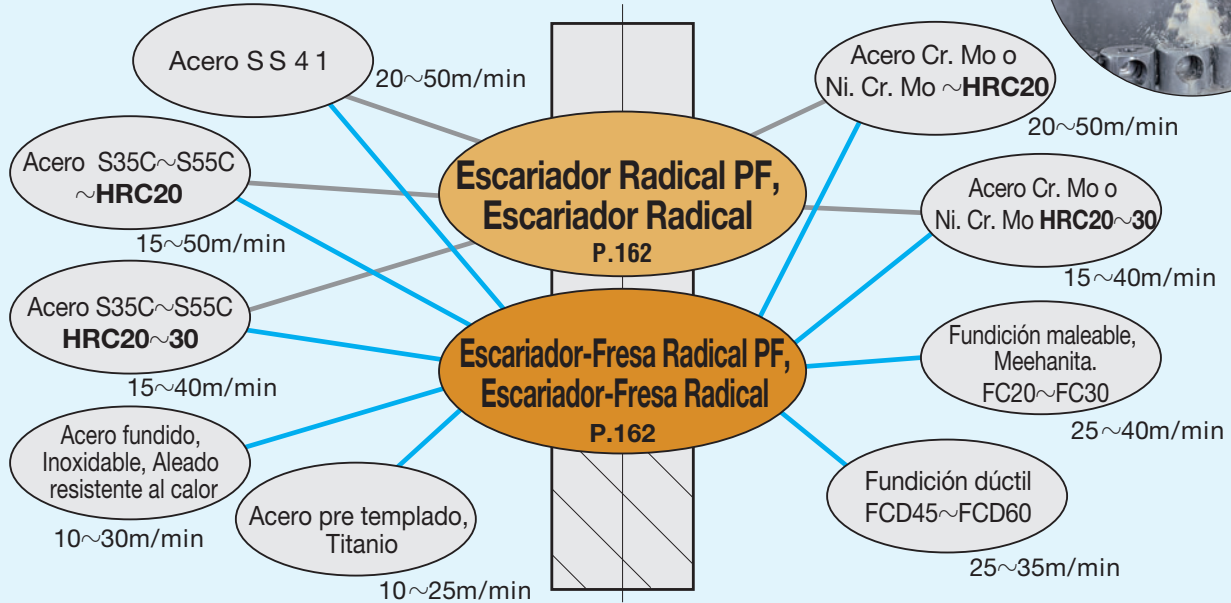 Acero S S 4 1
20~50m/min
Acero S35C~S55C
~HRC20
15~50m/min
Acero S35C~S55C
HRC20~30
15~40m/min
Acero fundido,
Inoxidable, Aleado
resistente al calor
10~30m/min
Acero pre templado,
Titanio
10~25m/min
Escariador Radical PF,
Escariador Radical
P.162
Escariador-Fresa Radical PF,
Escariador-Fresa Radical
P.162
Acero Cr. Mo o
Ni. Cr. Mo ~HRC20
20~50m/min
Acero Cr. Mo o
Ni. Cr. Mo HRC20~30
15~40m/min
Fundición maleable,
Meehanita.
FC20~FC30
25~40m/min
Fundición dúctil
FCD45~FCD60
25~35m/min